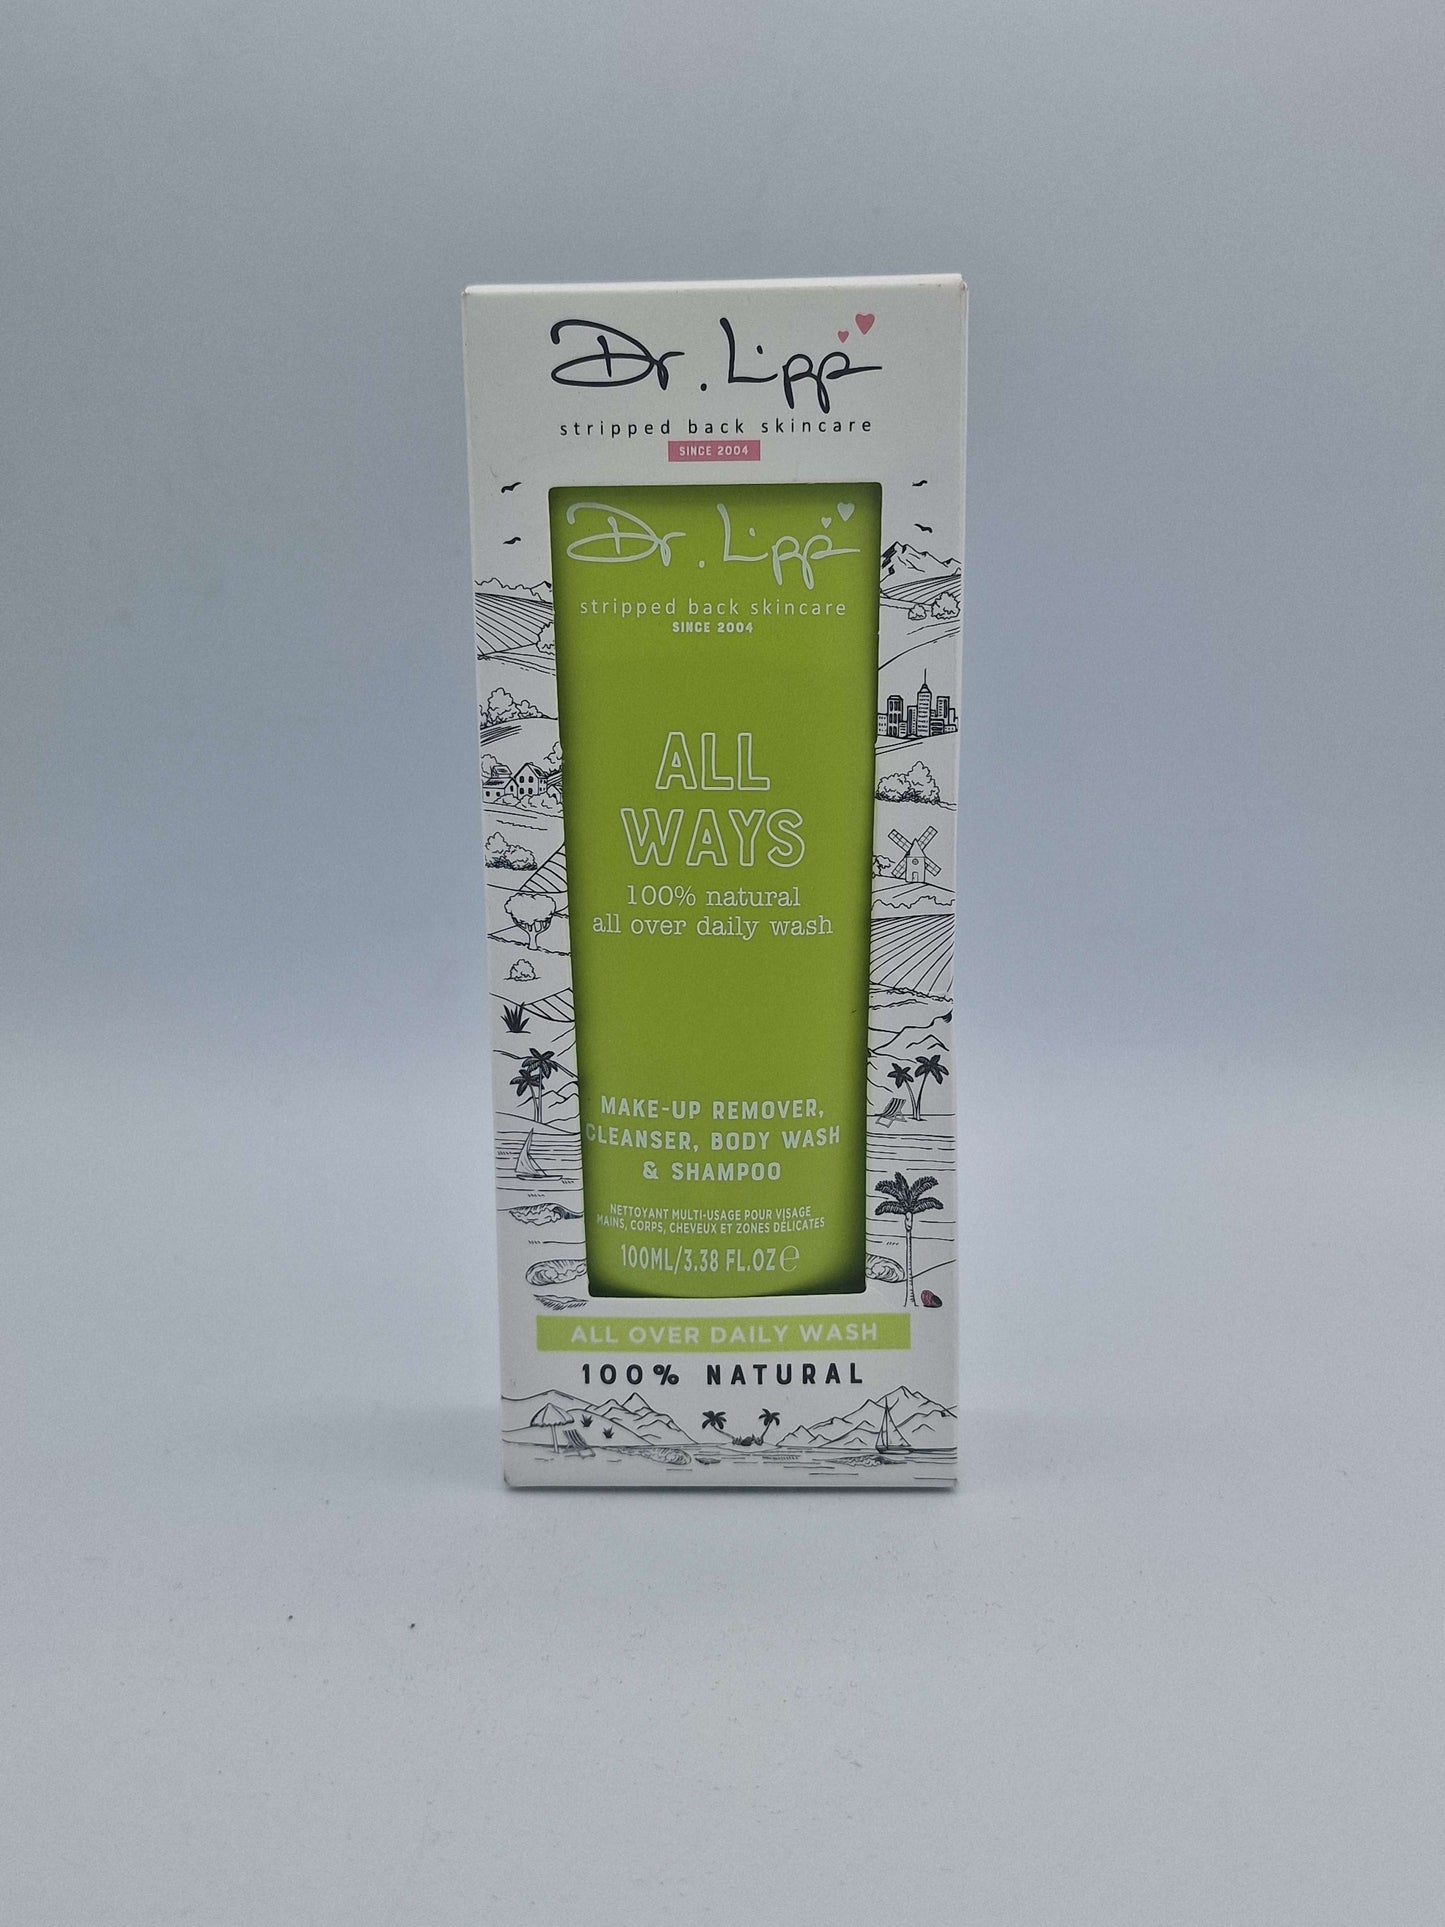 Dr. Lipp
stripped back skincare
SINCE 2004
Dr. Lipp
stripped back skincare
SINCE 2004
ALL
WAYS
100% natural
all over daily wash
MAKE-UP REMOVER,
CLEANSER, BODY WASH
& SHAMPOO
NETTOYANT MULTI-USAGE POUR VISAGE
MAINS, CORPS, CHEVEUX ET ZONES DÉLICATES
100ML/3.38 FL.OZ ℮
ALL OVER DAILY WASH
100% NATURAL